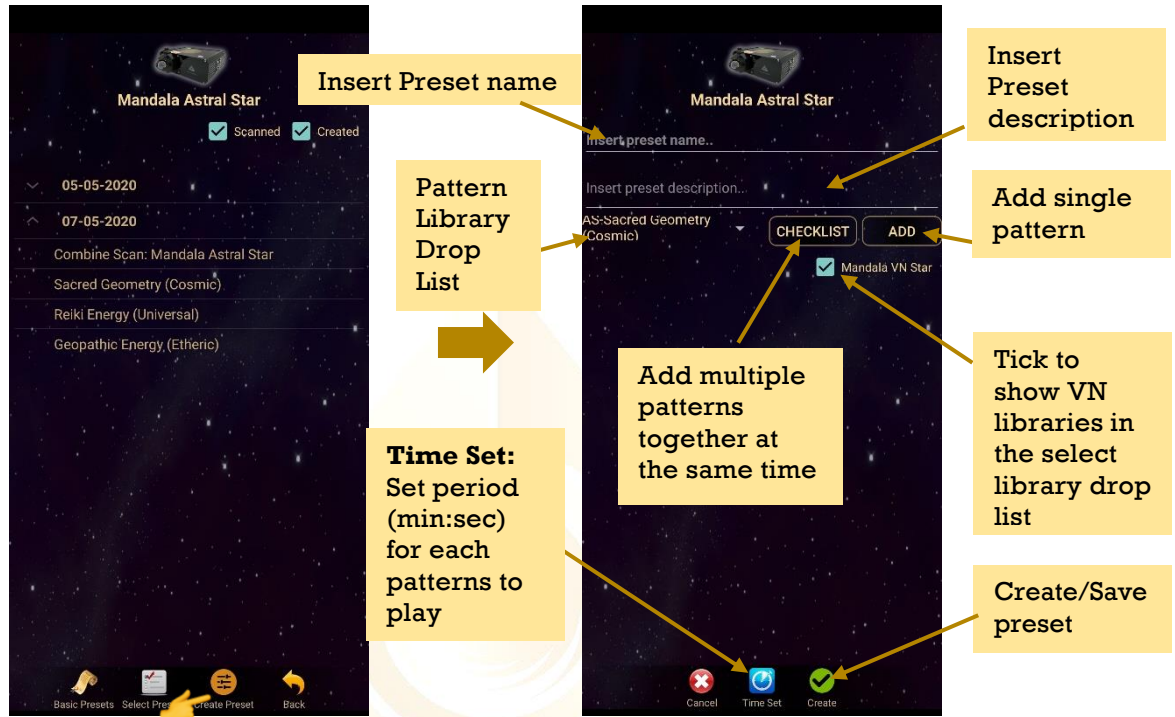 Mandala Astral Star
Scanned
Created
05-05-2020
07-05-2020
Combine Scan: Mandala Astral Star
Sacred Geometry (Cosmic)
Reiki Energy (Universal)
Geopathic Energy (Etheric)
Basic Presets
Select Pres
Create Preset
Back
Insert Preset name
Pattern
Library
Drop
List
Time Set:
Set period
(min:sec)
for each
patterns to
play
Mandala Astral Star
Insert preset name..
Insert preset description...
AS-Sacred Geometry
(Cosmic)
CHECKLIST
ADD
Mandala VN Star
Add multiple
patterns
together at
the same time
Cancel
Time Set
Create
Insert
Preset
description
Add single
pattern
Tick to
show VN
libraries in
the select
library drop
list
Create/Save
preset